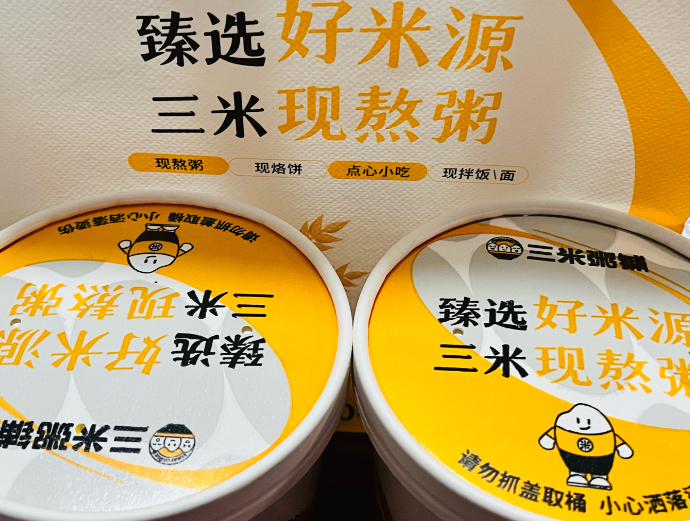 臻选好米源
三米现熬粥
现熬粥 现烙饼 点心小吃 现拌饭\面
请勿抓盖取桶 小心洒落烫伤
三米现熬粥
臻选好米源
三米粥铺
三米粥铺
臻选好米源
三米现熬粥
米
请勿抓盖取桶 小心洒落